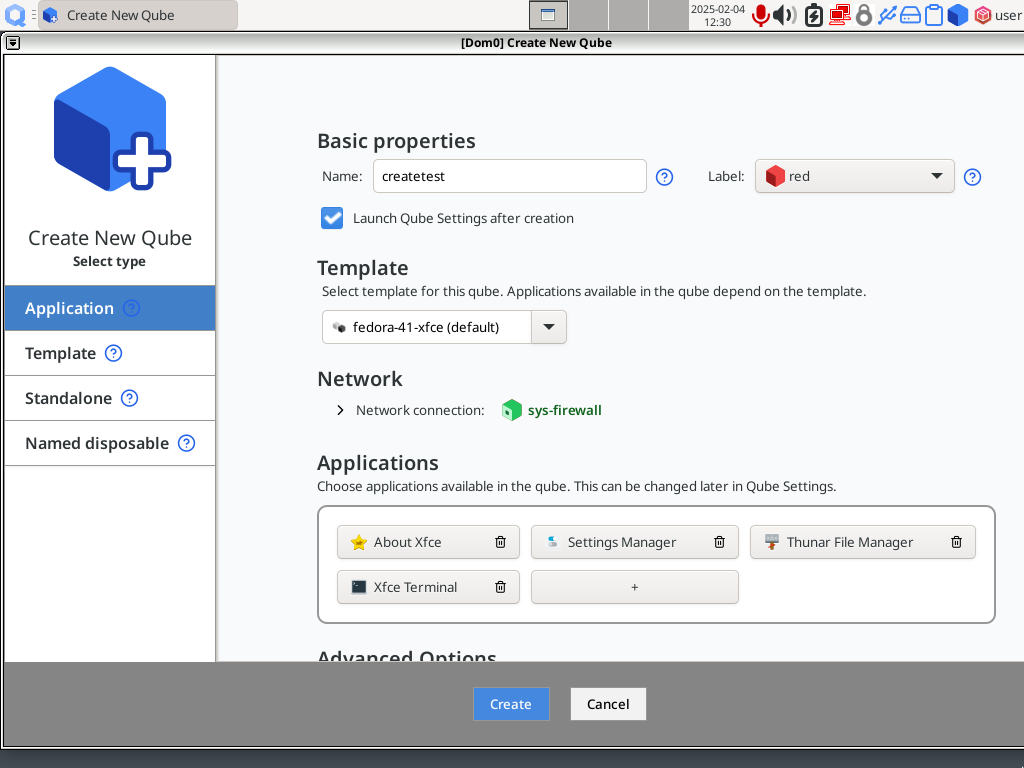 Create New Qube
2025-02-04
12:30
user
[Dom0] Create New Qube
Create New Qube
Select type
Application ?
Template ?
Standalone ?
Named disposable ?
Basic properties
Name: createtest ? Label: red ?
Launch Qube Settings after creation
Template
Select template for this qube. Applications available in the qube depend on the template.
fedora-41-xfce (default)
Network
Network connection: sys-firewall
Applications
Choose applications available in the qube. This can be changed later in Qube Settings.
About Xfce Settings Manager Thunar File Manager
Xfce Terminal +
Advanced Options
Create Cancel